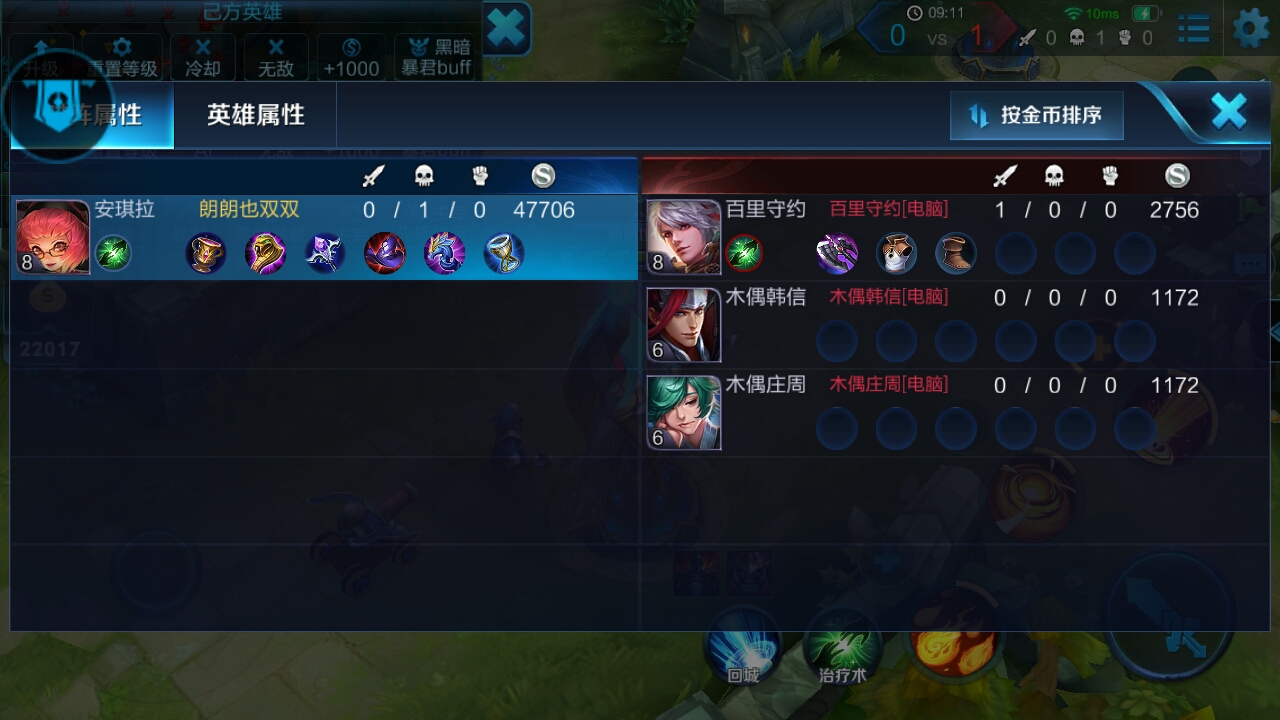 己方英雄
升级 重置等级 冷却 无敌 +1000 黑暗暴君buff
09:11 10ms
0 VS 1
0 1 0
阵属性 英雄属性 按金币排序
安琪拉 朗朗也双双 0 / 1 / 0 47706
8
百里守约 百里守约[电脑] 1 / 0 / 0 2756
8
木偶韩信 木偶韩信[电脑] 0 / 0 / 0 1172
6
木偶庄周 木偶庄周[电脑] 0 / 0 / 0 1172
6
22017
回城 治疗术